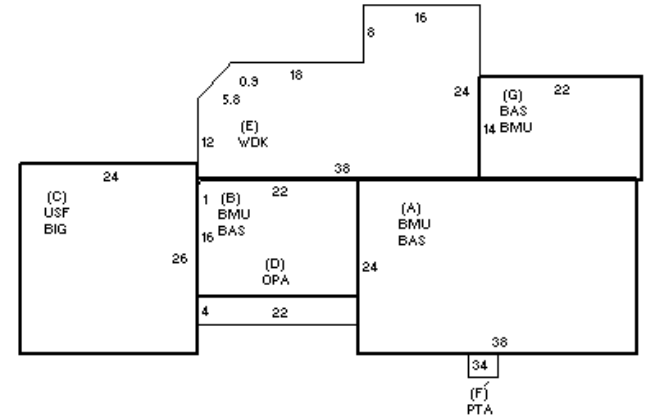 16
8
18
0.9
5.8
24
22
(G)
BAS
14 BMU
(E)
WDK
12
38
24
22
(C)
USF
BIG
1 (B)
BMU
16 BAS
(A)
BMU
BAS
26
(D)
OPA
24
4
22
38
34
(F)
PTA